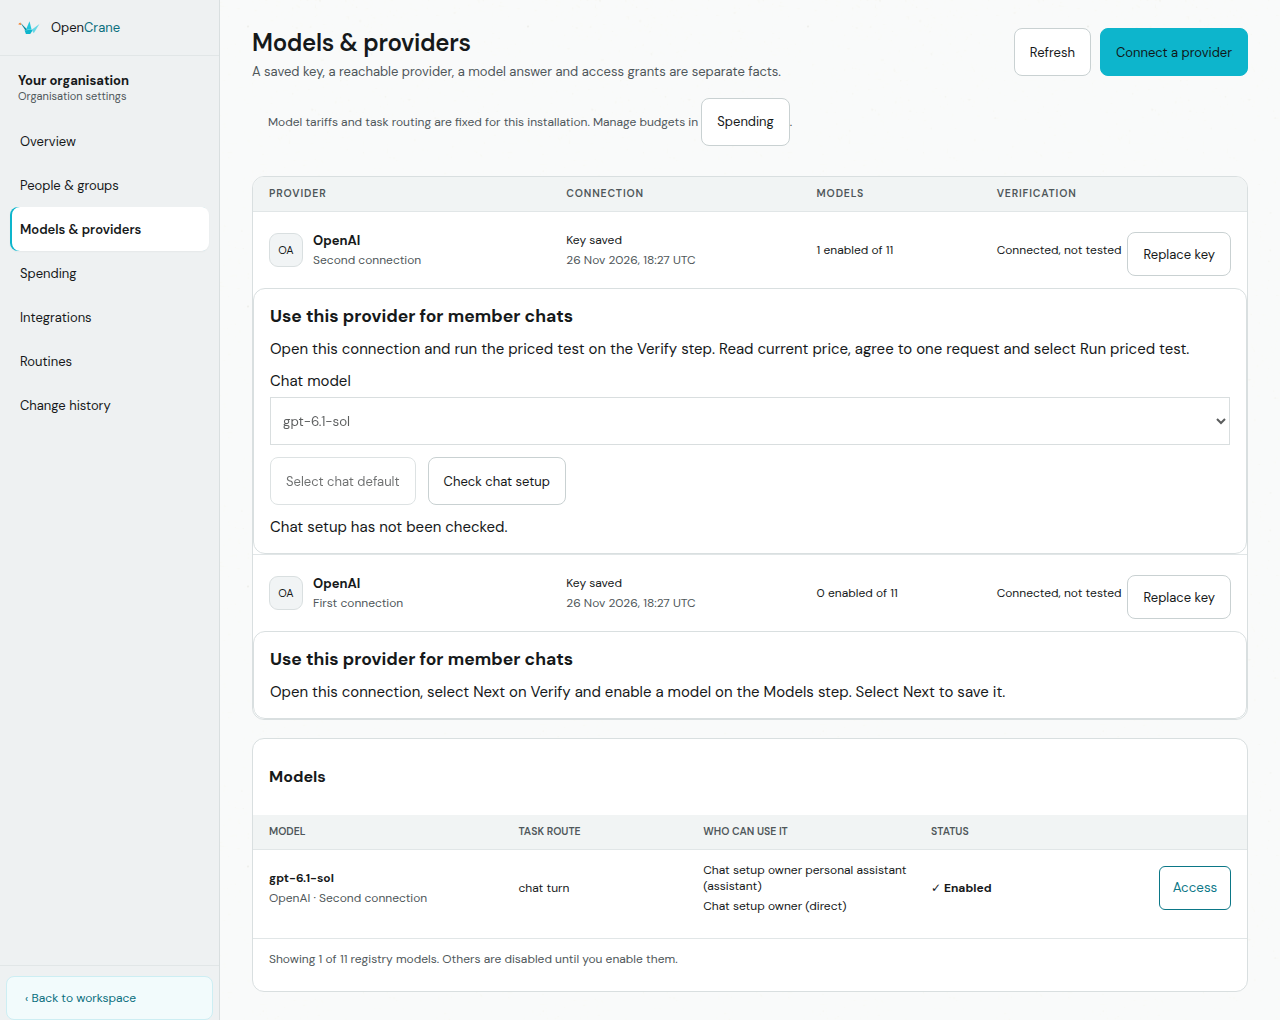 OpenCrane
Your organisation
Organisation settings
Overview
People & groups
Models & providers
Spending
Integrations
Routines
Change history
‹ Back to workspace
Models & providers
A saved key, a reachable provider, a model answer and access grants are separate facts.
Refresh
Connect a provider
Model tariffs and task routing are fixed for this installation. Manage budgets in Spending .
PROVIDER CONNECTION MODELS VERIFICATION
OA OpenAI Key saved 1 enabled of 11 Connected, not tested Replace key
Second connection 26 Nov 2026, 18:27 UTC
Use this provider for member chats
Open this connection and run the priced test on the Verify step. Read current price, agree to one request and select Run priced test.
Chat model
gpt-6.1-sol
Select chat default Check chat setup
Chat setup has not been checked.
OA OpenAI Key saved 0 enabled of 11 Connected, not tested Replace key
First connection 26 Nov 2026, 18:27 UTC
Use this provider for member chats
Open this connection, select Next on Verify and enable a model on the Models step. Select Next to save it.
Models
MODEL TASK ROUTE WHO CAN USE IT STATUS
gpt-6.1-sol chat turn Chat setup owner personal assistant ✓ Enabled Access
OpenAI · Second connection (assistant)
Chat setup owner (direct)
Showing 1 of 11 registry models. Others are disabled until you enable them.